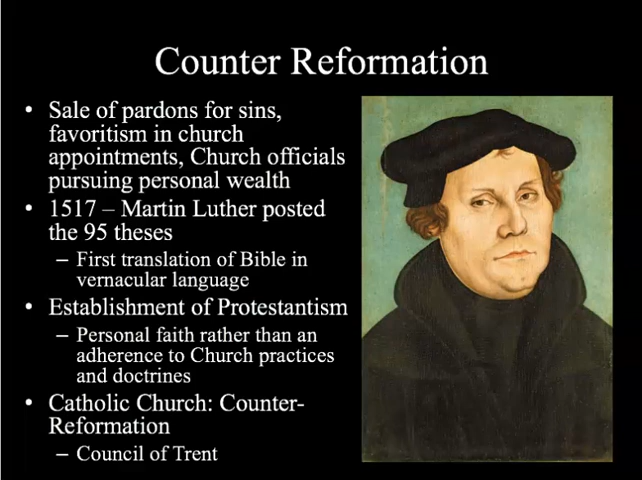 Counter Reformation
• Sale of pardons for sins,
favoritism in church
appointments, Church officials
pursuing personal wealth
• 1517 – Martin Luther posted
the 95 theses
– First translation of Bible in
vernacular language
• Establishment of Protestantism
– Personal faith rather than an
adherence to Church practices
and doctrines
• Catholic Church: Counter-
Reformation
– Council of Trent